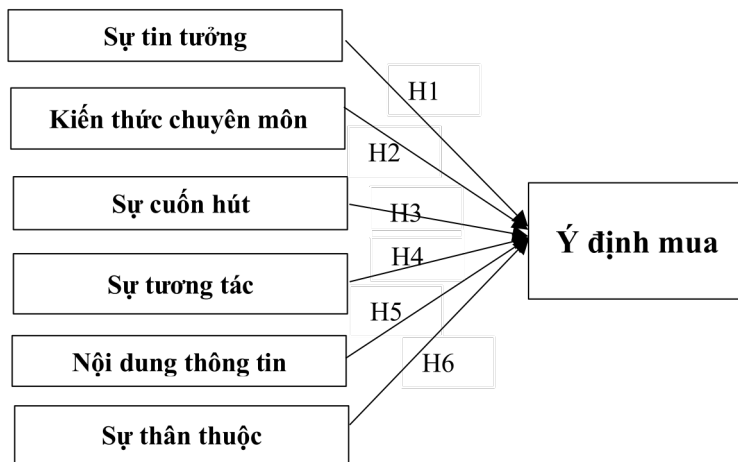 Sự tin tưởng
H1
Kiến thức chuyên môn
H2
Sự cuốn hút
H3
Ý định mua
H4
Sự tương tác
H5
Nội dung thông tin
H6
Sự thân thuộc